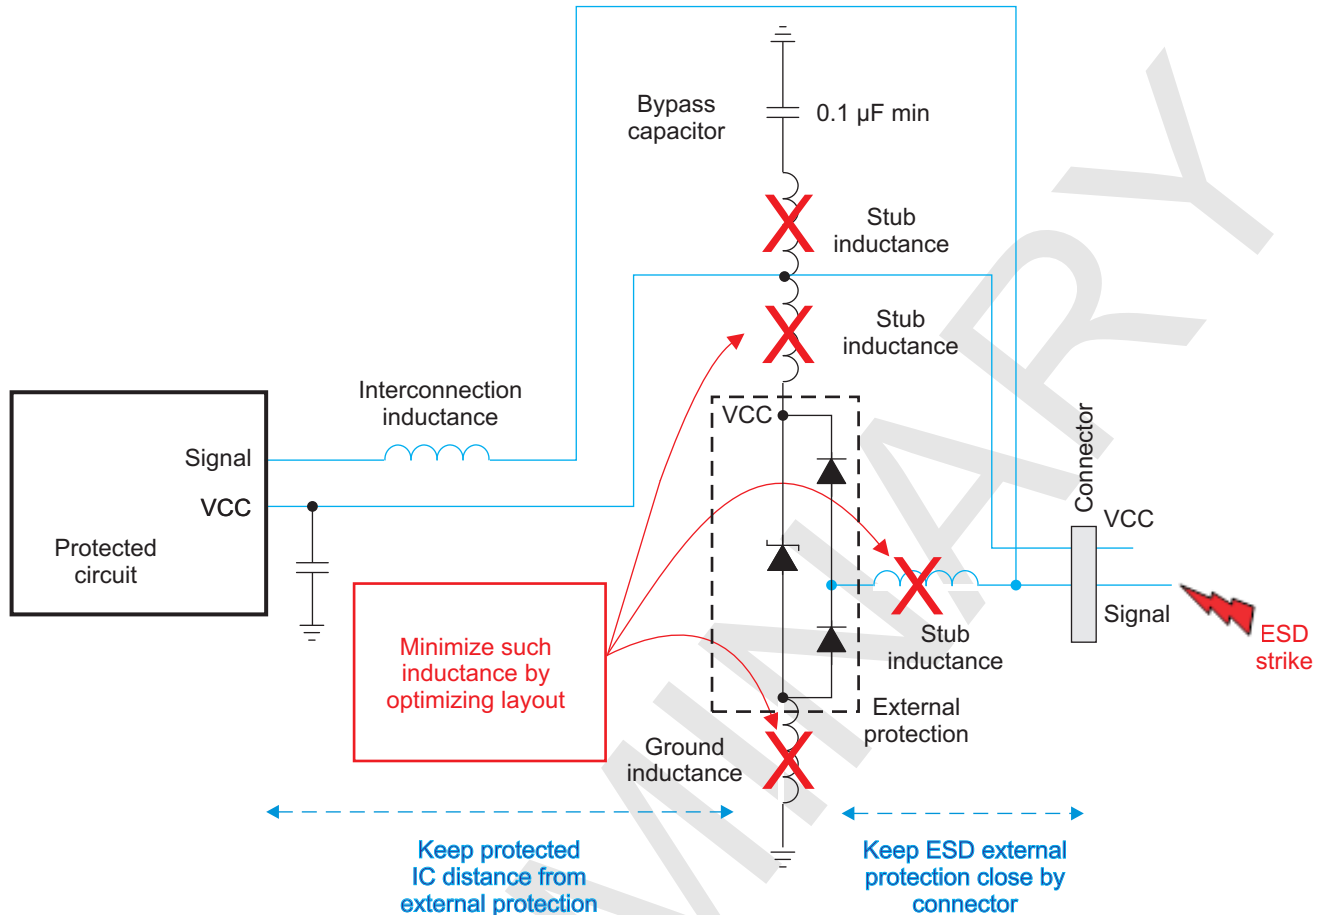 Bypass
capacitor
0.1 µF min
Stub
inductance
Stub
inductance
Interconnection
inductance
VCC
Connector
Signal
VCC
VCC
Protected
circuit
Signal
ESD
strike
Minimize such
inductance by
optimizing layout
Stub
inductance
External
protection
Ground
inductance
Keep protected
IC distance from
external protection
Keep ESD external
protection close by
connector
MINARY